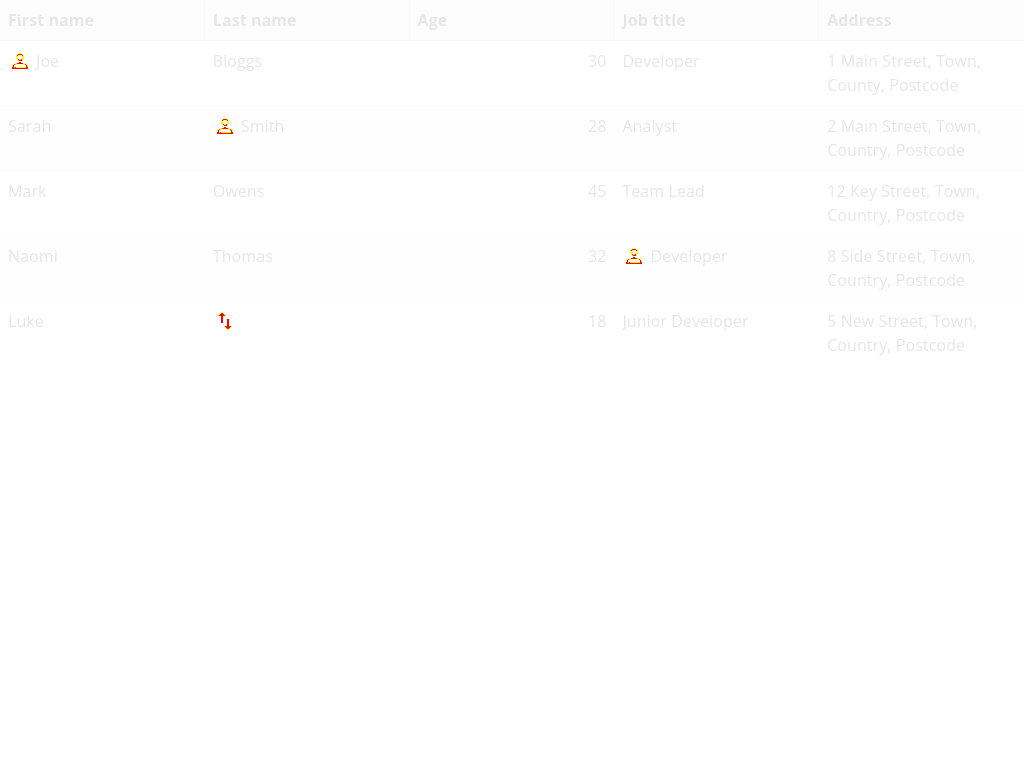 First name Last name Age Job title Address
Joe Bloggs 30 Developer 1 Main Street, Town,
County, Postcode
Sarah Smith 28 Analyst 2 Main Street, Town,
Country, Postcode
Mark Owens 45 Team Lead 12 Key Street, Town,
Country, Postcode
Naomi Thomas 32 Developer 8 Side Street, Town,
Country, Postcode
Luke 18 Junior Developer 5 New Street, Town,
Country, Postcode